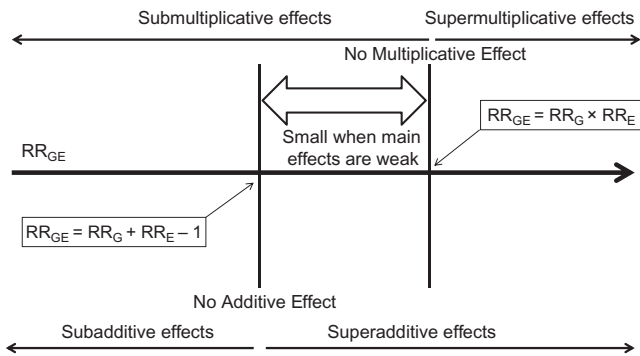 Submultiplicative effects
Supermultiplicative effects
No Multiplicative Effect
RR_GE = RR_G × RR_E
Small when main
effects are weak
RR_GE
RR_GE = RR_G + RR_E – 1
No Additive Effect
Subadditive effects
Superadditive effects